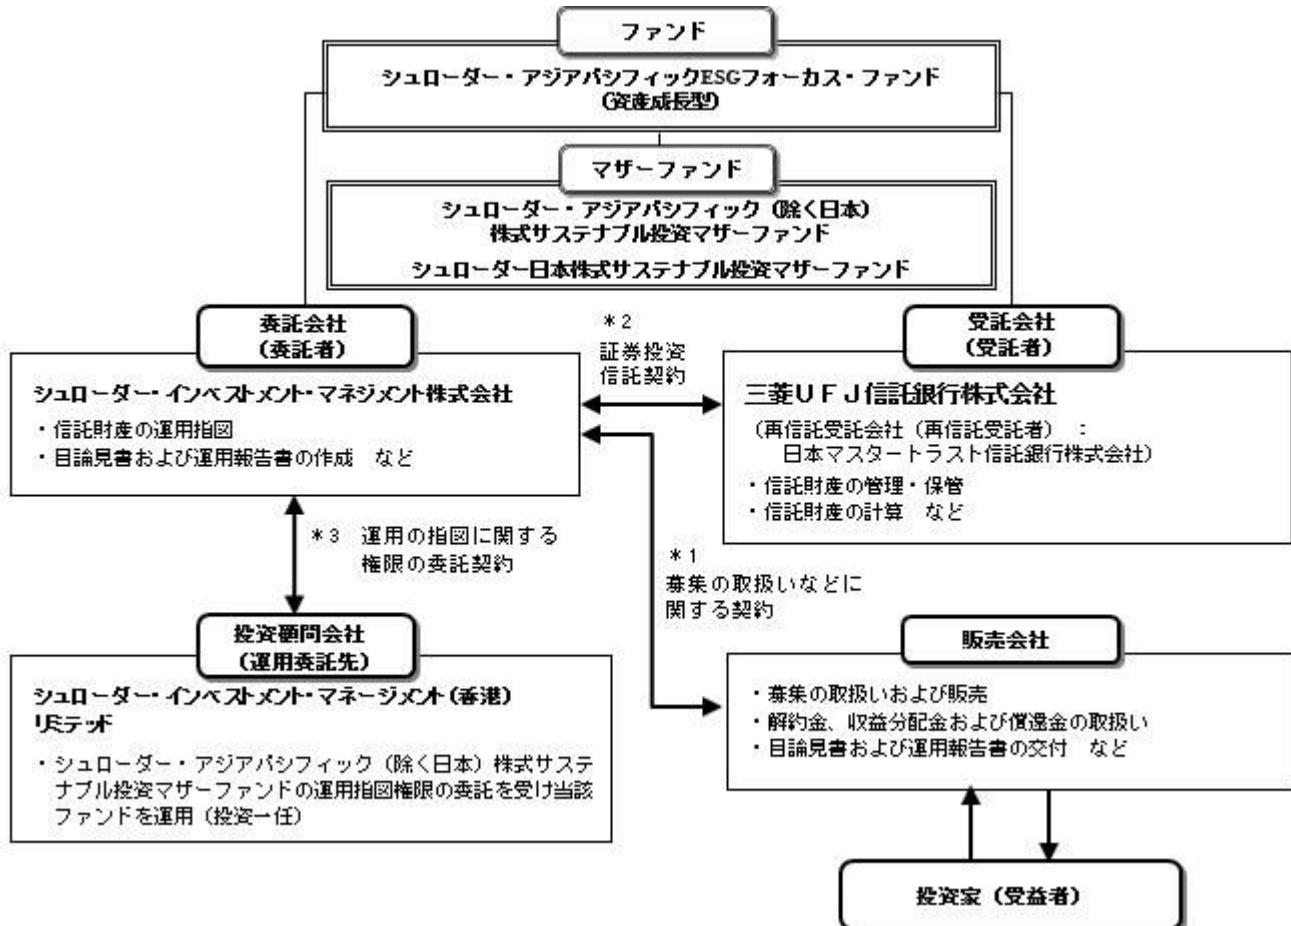 ファンド
シュローダー・アジアパシフィックESGフォーカス・ファンド
(資産成長型)
マザーファンド
シュローダー・アジアパシフィック（除く日本）
株式サステナブル投資マザーファンド
シュローダー日本株式サステナブル投資マザーファンド
委託会社
(委託者)
シュローダー・インベストメント・マネジメント株式会社
・信託財産の運用指図
・目論見書および運用報告書の作成　など
＊2
証券投資
信託契約
受託会社
(受託者)
三菱ＵＦＪ信託銀行株式会社
（再信託受託会社（再信託受託者）：
日本マスタートラスト信託銀行株式会社）
・信託財産の管理・保管
・信託財産の計算　など
＊3　運用の指図に関する
権限の委託契約
＊1
募集の取扱いなどに
関する契約
投資顧問会社
(運用委託先)
シュローダー・インベストメント・マネージメント(香港)
リミテッド
・シュローダー・アジアパシフィック（除く日本）株式サステ
ナブル投資マザーファンドの運用指図権限の委託を受け当該
ファンドを運用（投資一任）
販売会社
・募集の取扱いおよび販売
・解約金、収益分配金および償還金の取扱い
・目論見書および運用報告書の交付　など
投資家（受益者）